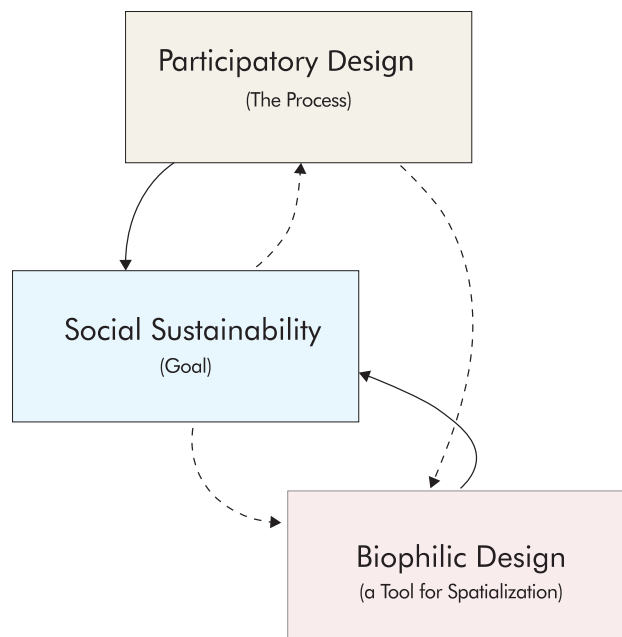 Participatory Design
(The Process)
Social Sustainability
(Goal)
Biophilic Design
(a Tool for Spatialization)